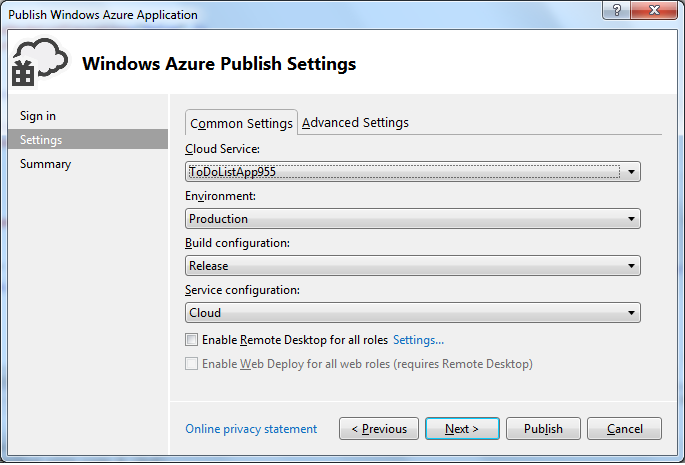 Publish Windows Azure Application
Windows Azure Publish Settings
Sign in
Settings
Summary
Common Settings
Advanced Settings
Cloud Service:
ToDoListApp955
Environment:
Production
Build configuration:
Release
Service configuration:
Cloud
Enable Remote Desktop for all roles Settings...
Enable Web Deploy for all web roles (requires Remote Desktop)
Online privacy statement
< Previous
Next >
Publish
Cancel